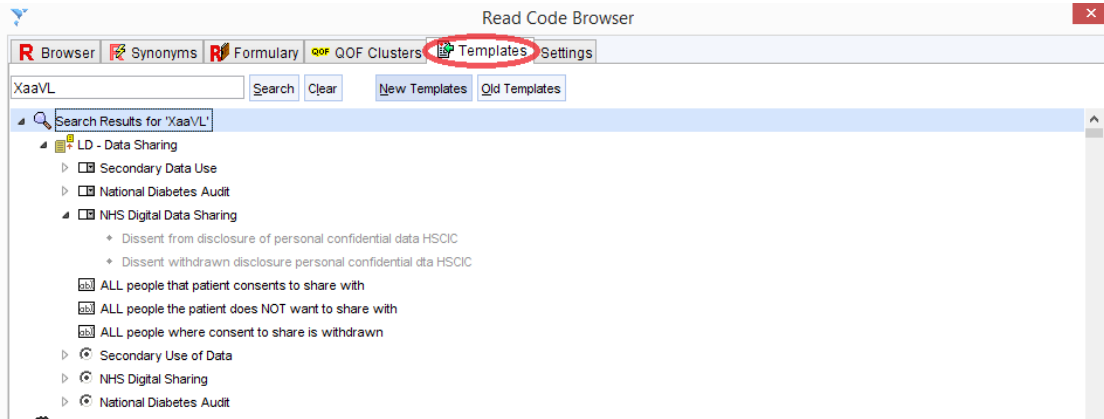 Read Code Browser
R Browser Synonyms R Formulary QOF QOF Clusters Templates Settings
XaaVL Search Clear New Templates Old Templates
Search Results for 'XaaVL'
LD - Data Sharing
Secondary Data Use
National Diabetes Audit
NHS Digital Data Sharing
Dissent from disclosure of personal confidential data HSCIC
Dissent withdrawn disclosure personal confidential dta HSCIC
ab ALL people that patient consents to share with
ab ALL people the patient does NOT want to share with
ab ALL people where consent to share is withdrawn
Secondary Use of Data
NHS Digital Sharing
National Diabetes Audit